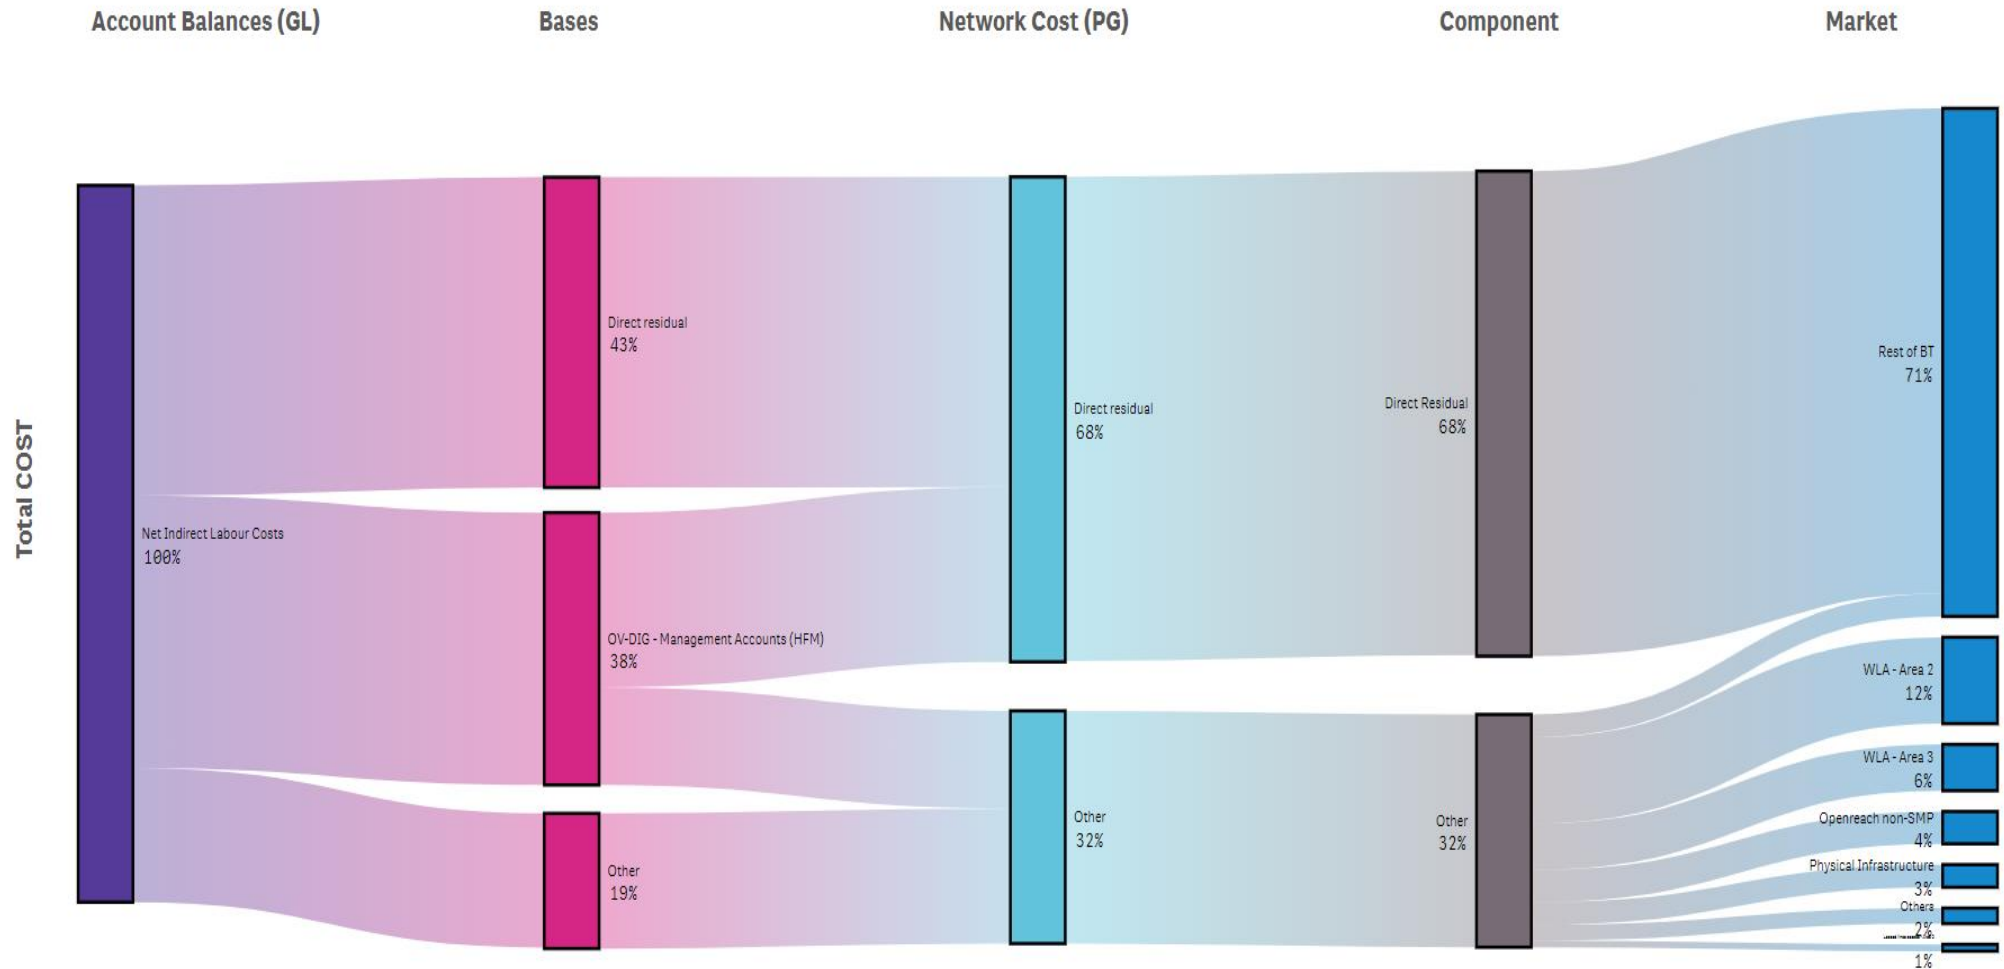 Account Balances (GL)
Bases
Network Cost (PG)
Component
Market
Total COST
Net Indirect Labour Costs
100%
Direct residual
43%
OV-DIG - Management Accounts (HFM)
38%
Other
19%
Direct residual
68%
Other
32%
Direct Residual
68%
Other
32%
Rest of BT
71%
WLA - Area 2
12%
WLA - Area 3
6%
Openreach non-SMP
4%
Physical Infrastructure
3%
Others
2%
1%